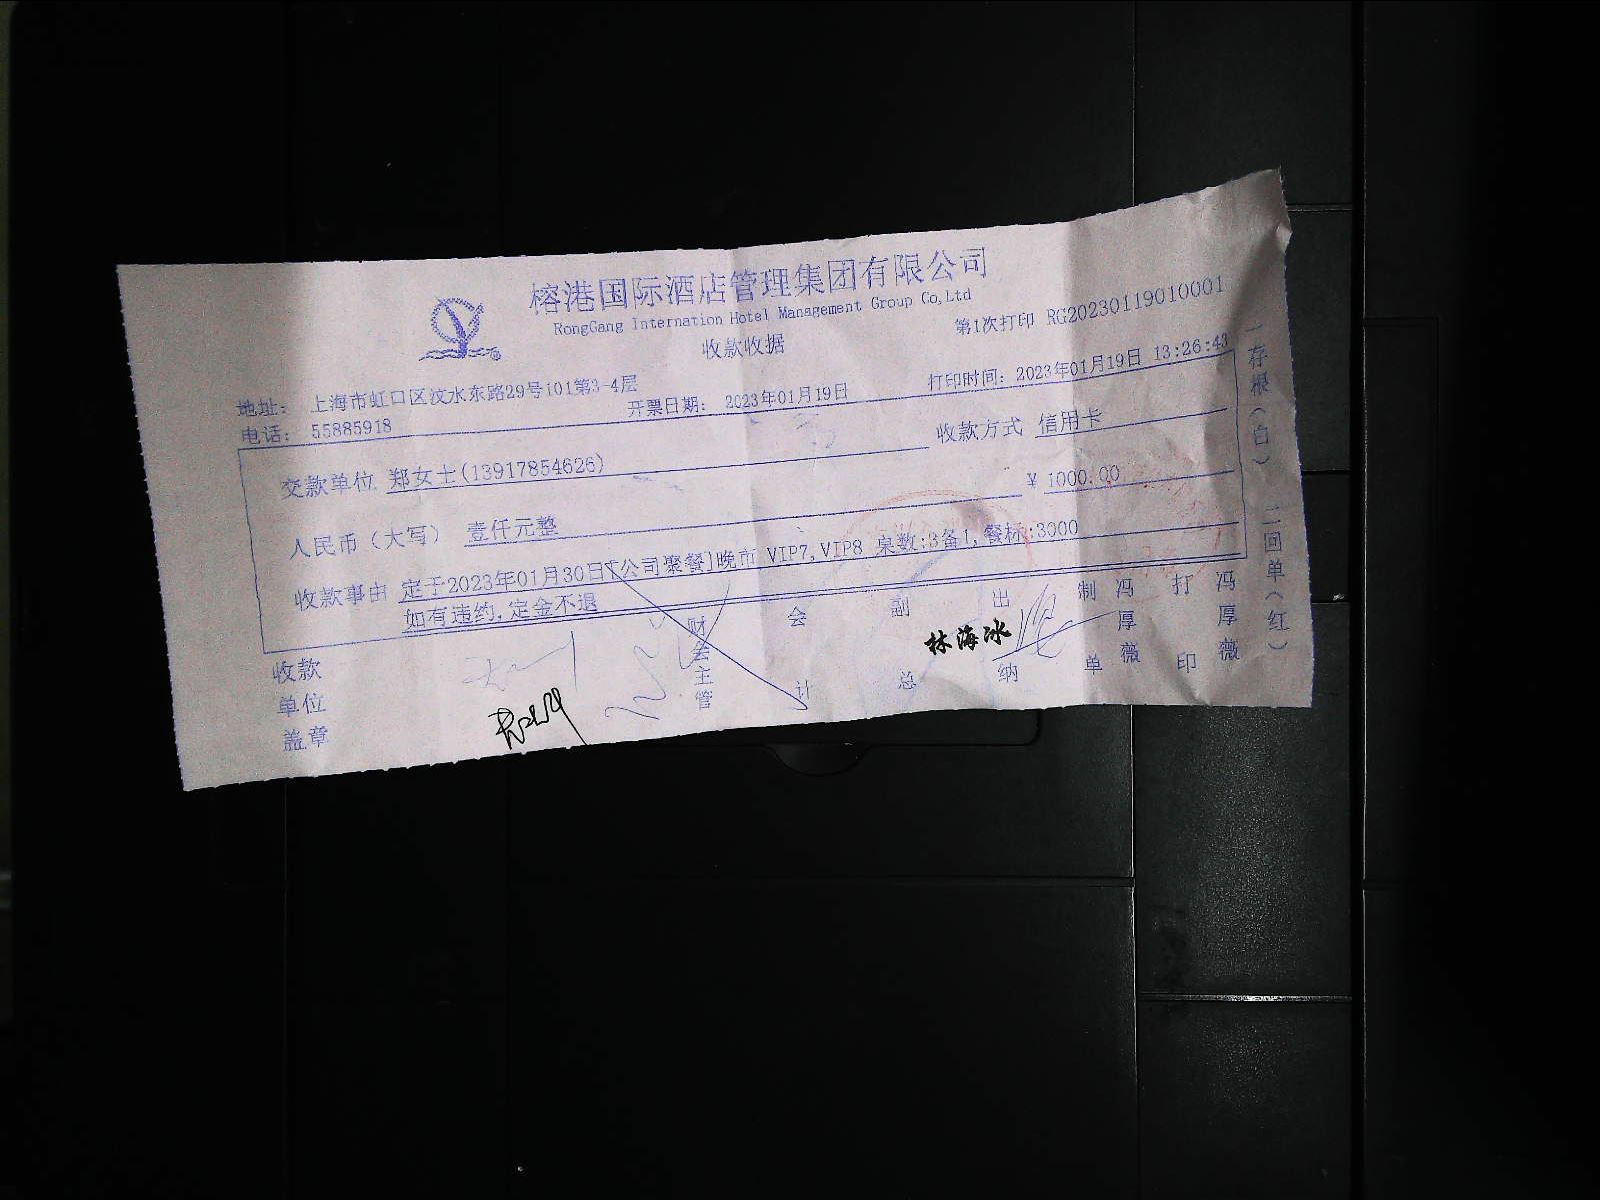 榕港国际酒店管理集团有限公司
RongGang Internation Hotel Management Group Co,Ltd
收款收据
第1次打印 RG20230119010001
地址: 上海市虹口区汶水东路29号101第3-4层
电话: 55885918
开票日期: 2023年01月19日
打印时间: 2023年01月19日 13:26:43
交款单位 郑女士(13917854626)
收款方式 信用卡
人民币(大写) 壹仟元整
¥ 1000.00
收款事由 定于2023年01月30日[公司聚餐]晚市 VIP7,VIP8 桌数:3备1,餐标:3000
如有违约,定金不退
收款单位盖章
财会主管
会计
副总
出纳
林海冰
制单 冯厚薇
打印 冯厚薇
一存根(白) 二回单(红)